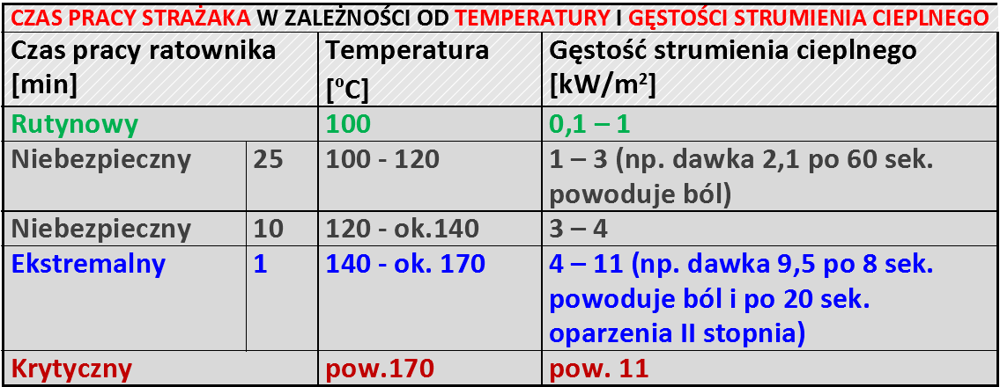 CZAS PRACY STRAŻAKA W ZALEŻNOŚCI OD TEMPERATURY I GĘSTOŚCI STRUMIENIA CIEPLNEGO
Czas pracy ratownika [min] Temperatura [°C] Gęstość strumienia cieplnego [kW/m²]
Rutynowy 100 0,1 – 1
Niebezpieczny 25 100 - 120 1 – 3 (np. dawka 2,1 po 60 sek.
powoduje ból)
Niebezpieczny 10 120 - ok.140 3 – 4
Ekstremalny 1 140 - ok. 170 4 – 11 (np. dawka 9,5 po 8 sek.
powoduje ból i po 20 sek.
oparzenia II stopnia)
Krytyczny pow.170 pow. 11